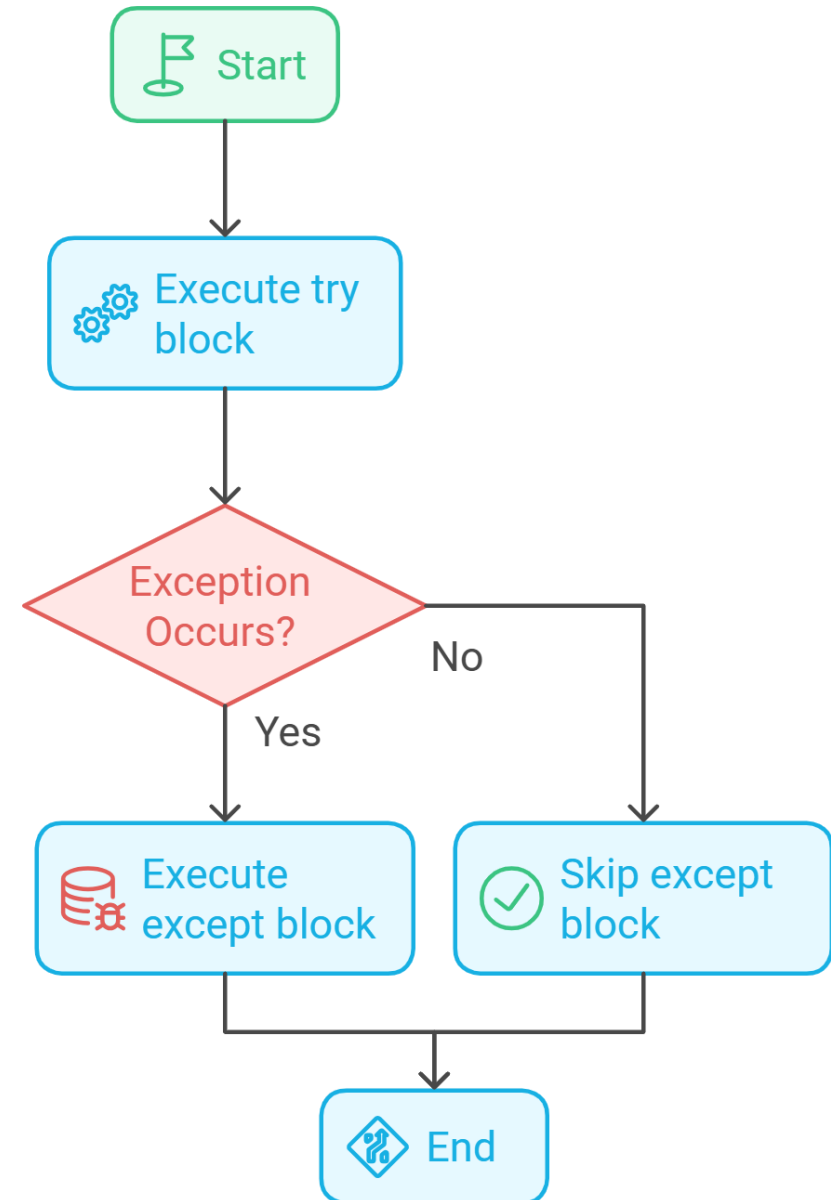 Start
Execute try
block
Exception
Occurs?
No
Yes
Execute
except block
Skip except
block
End